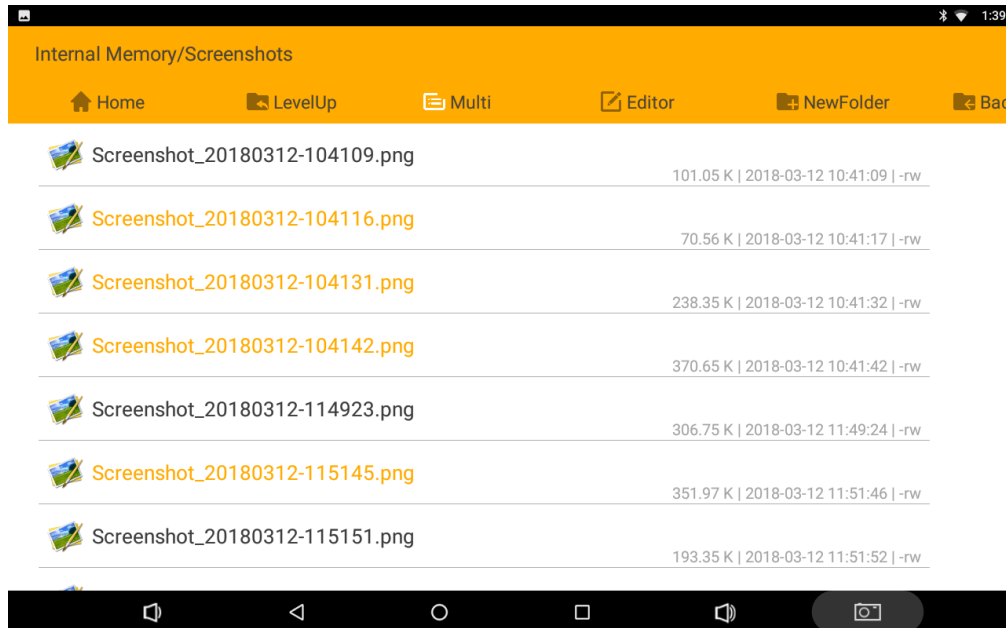 1:39
Internal Memory/Screenshots
Home LevelUp Multi Editor NewFolder
Screenshot_20180312-104109.png
101.05 K | 2018-03-12 10:41:09 | -rw
Screenshot_20180312-104116.png
70.56 K | 2018-03-12 10:41:17 | -rw
Screenshot_20180312-104131.png
238.35 K | 2018-03-12 10:41:32 | -rw
Screenshot_20180312-104142.png
370.65 K | 2018-03-12 10:41:42 | -rw
Screenshot_20180312-114923.png
306.75 K | 2018-03-12 11:49:24 | -rw
Screenshot_20180312-115145.png
351.97 K | 2018-03-12 11:51:46 | -rw
Screenshot_20180312-115151.png
193.35 K | 2018-03-12 11:51:52 | -rw